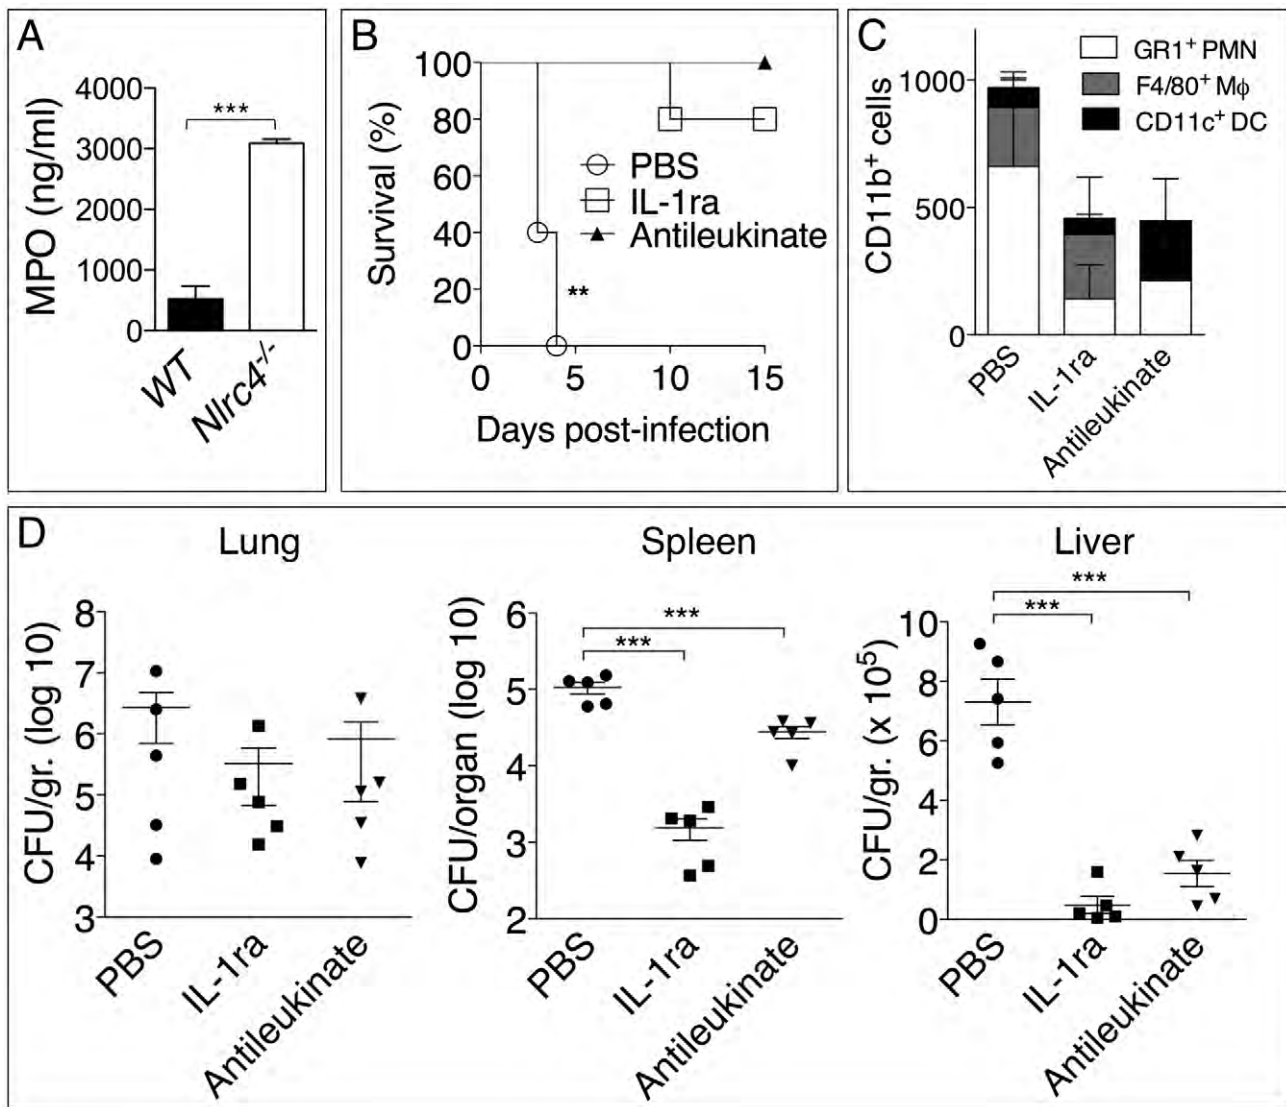 A
MPO (ng/ml)
4000
3000
2000
1000
0
***
WT
Nlrc4-/-
B
Survival (%)
100
80
60
40
20
0
PBS
IL-1ra
Antileukinate
**
0 5 10 15
Days post-infection
C
CD11b+ cells
1000
500
0
GR1+ PMN
F4/80+ Mϕ
CD11c+ DC
PBS
IL-1ra
Antileukinate
D
Lung
CFU/gr. (log 10)
8
7
6
5
4
3
PBS
IL-1ra
Antileukinate
Spleen
CFU/organ (log 10)
6
5
4
3
2
***
***
PBS
IL-1ra
Antileukinate
Liver
CFU/gr. (x 10⁵)
10
8
6
4
2
0
***
***
PBS
IL-1ra
Antileukinate